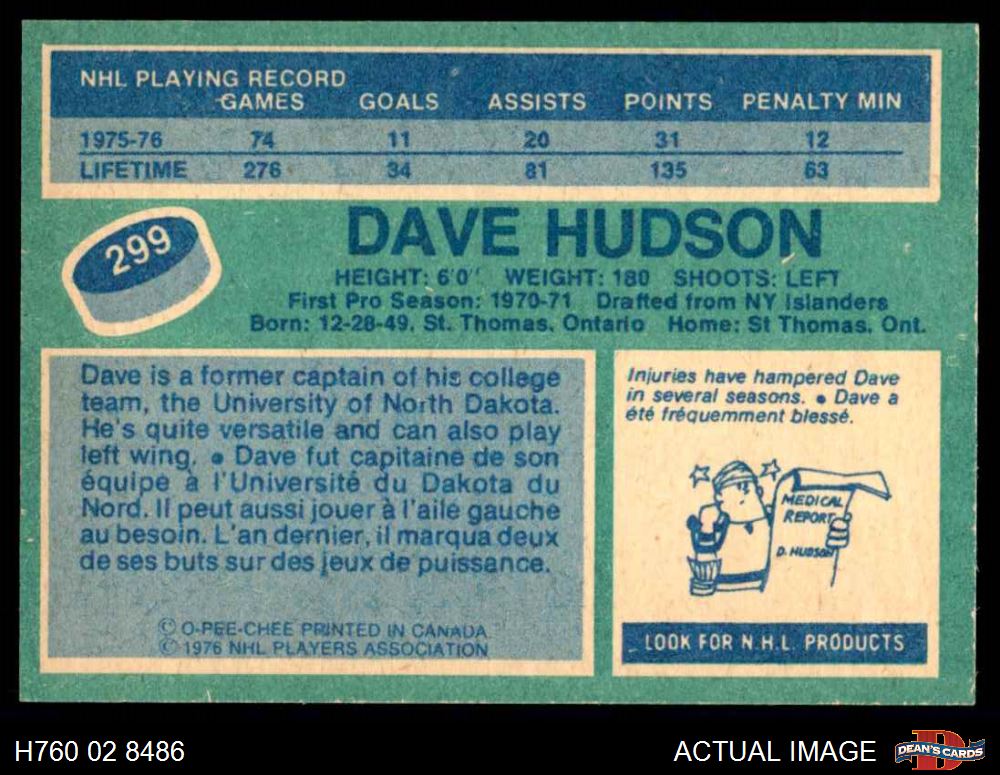 NHL PLAYING RECORD
GAMES GOALS ASSISTS POINTS PENALTY MIN
1975-76 74 11 20 31 12
LIFETIME 276 34 81 135 63
299
DAVE HUDSON
HEIGHT: 6'0" WEIGHT: 180 SHOOTS: LEFT
First Pro Season: 1970-71 Drafted from NY Islanders
Born: 12-28-49, St. Thomas, Ontario Home: St Thomas, Ont.
Dave is a former captain of his college
team, the University of North Dakota.
He's quite versatile and can also play
left wing. • Dave fut capitaine de son
équipe à l'Université du Dakota du
Nord. Il peut aussi jouer à l'aile gauche
au besoin. L'an dernier, il marqua deux
de ses buts sur des jeux de puissance.
© O-PEE-CHEE PRINTED IN CANADA
© 1976 NHL PLAYERS ASSOCIATION
Injuries have hampered Dave
in several seasons. • Dave a
été fréquemment blessé.
MEDICAL
REPORT
D. HUDSON
LOOK FOR N.H.L. PRODUCTS
H760 02 8486
ACTUAL IMAGE
D
DEAN'S CARDS